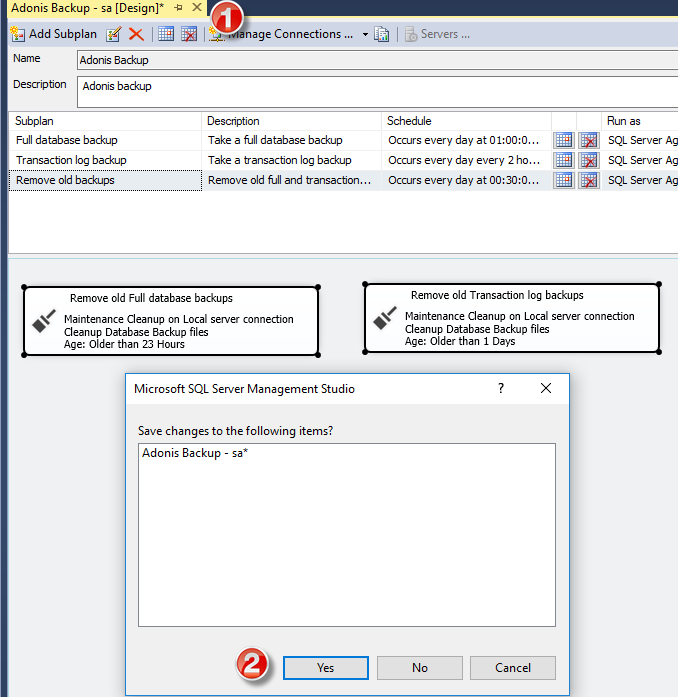 Adonis Backup - sa [Design]*
1
Add Subplan
Manage Connections ...
Servers ...
Name
Adonis Backup
Description
Adonis backup
Subplan Description Schedule Run as
Full database backup Take a full database backup Occurs every day at 01:00:0... SQL Server Ag
Transaction log backup Take a transaction log backup Occurs every day every 2 ho... SQL Server Ag
Remove old backups Remove old full and transaction... Occurs every day at 00:30:0... SQL Server Ag
Remove old Full database backups
Maintenance Cleanup on Local server connection
Cleanup Database Backup files
Age: Older than 23 Hours
Remove old Transaction log backups
Maintenance Cleanup on Local server connection
Cleanup Database Backup files
Age: Older than 1 Days
Microsoft SQL Server Management Studio
?
Save changes to the following items?
Adonis Backup - sa*
2
Yes
No
Cancel